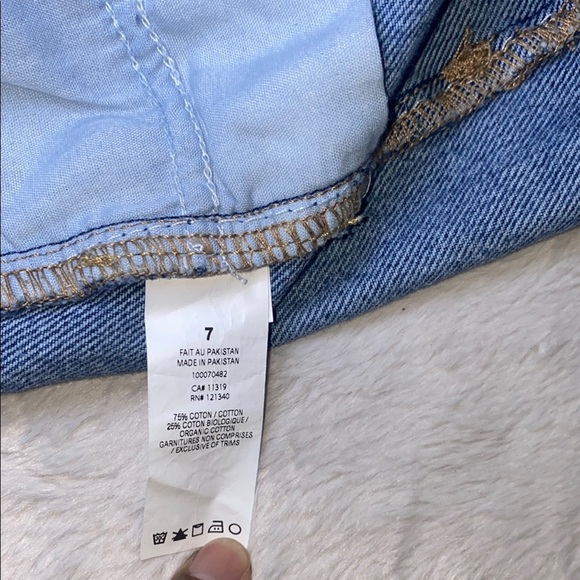 7
FAIT AU PAKISTAN
MADE IN PAKISTAN
100070482
CA# 11319
RN# 121340
75% COTON / COTTON
25% COTON BIOLOGIQUE /
ORGANIC COTTON
GARNITURES NON COMPRISES
/ EXCLUSIVE OF TRIMS